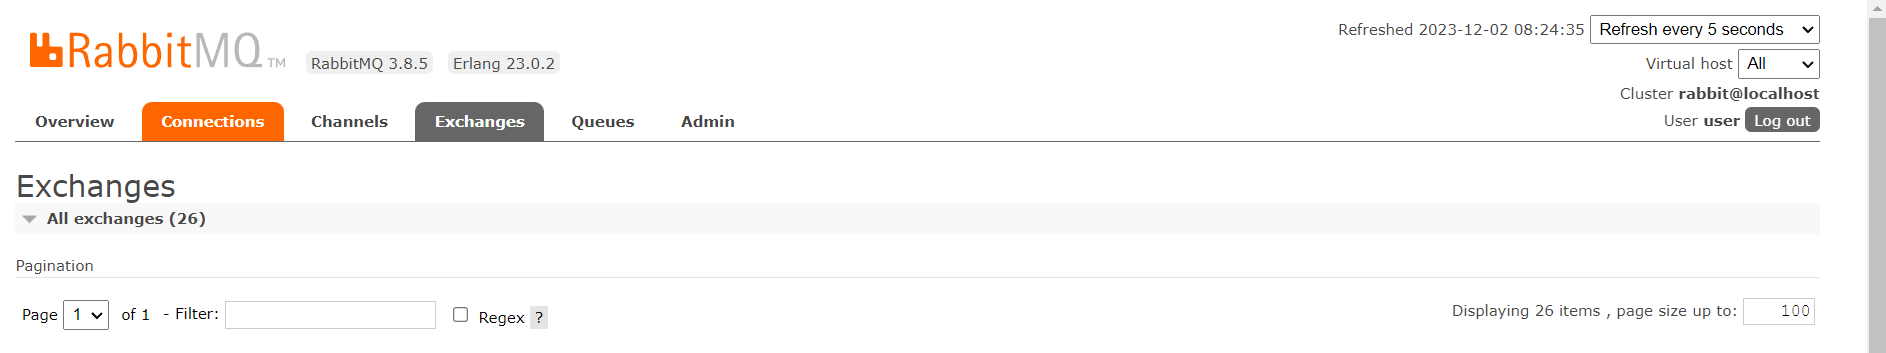 Refreshed 2023-12-02 08:24:35 Refresh every 5 seconds
RabbitMQ TM RabbitMQ 3.8.5 Erlang 23.0.2
Virtual host All
Cluster rabbit@localhost
User user Log out
Overview Connections Channels Exchanges Queues Admin
Exchanges
All exchanges (26)
Pagination
Page 1 of 1 - Filter: Regex ? Displaying 26 items , page size up to: 100